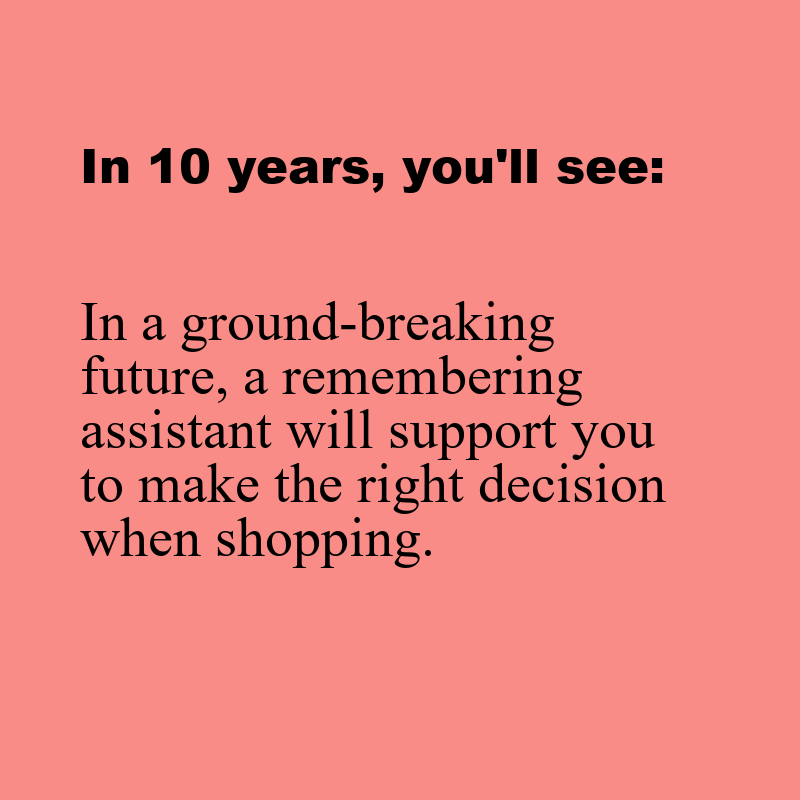 In 10 years, you'll see:
In a ground-breaking
future, a remembering
assistant will support you
to make the right decision
when shopping.